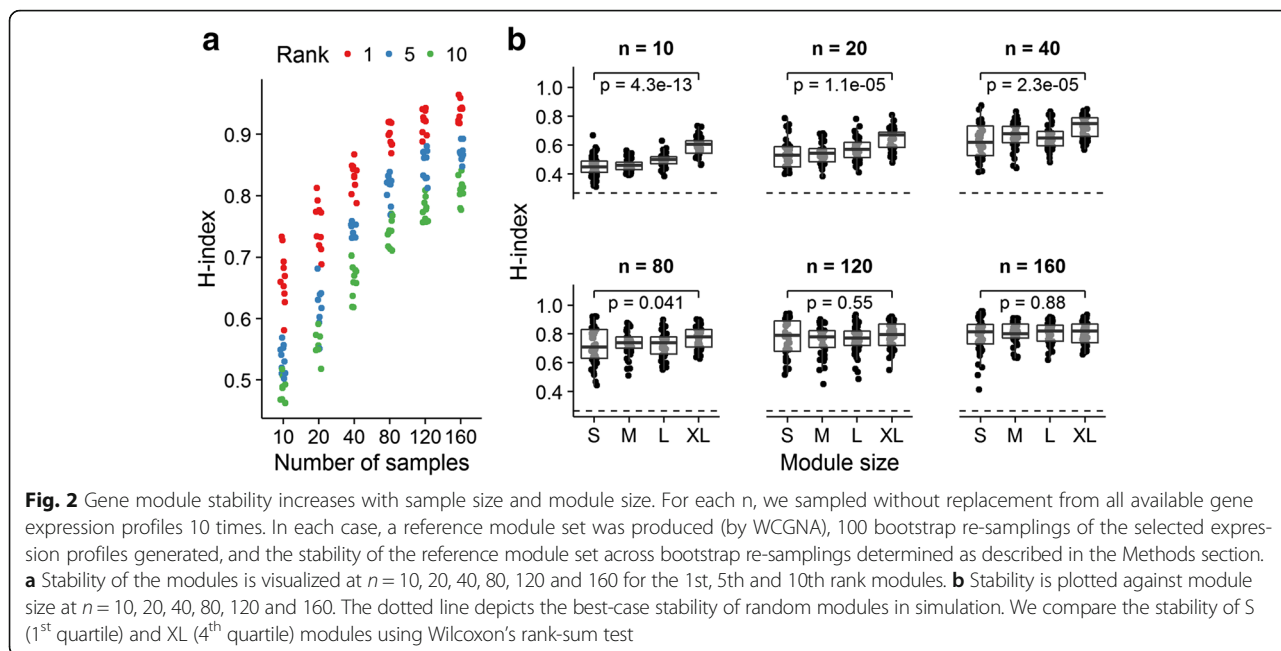 a
Rank 1 5 10
H-index
0.9
0.8
0.7
0.6
0.5
10 20 40 80 120 160
Number of samples
b
n = 10 n = 20 n = 40
p = 4.3e-13 p = 1.1e-05 p = 2.3e-05
1.0
0.8
0.6
0.4
H-index
n = 80 n = 120 n = 160
p = 0.041 p = 0.55 p = 0.88
1.0
0.8
0.6
0.4
S M L XL S M L XL S M L XL
Module size
Fig. 2 Gene module stability increases with sample size and module size. For each n, we sampled without replacement from all available gene
expression profiles 10 times. In each case, a reference module set was produced (by WCGNA), 100 bootstrap re-samplings of the selected expres-
sion profiles generated, and the stability of the reference module set across bootstrap re-samplings determined as described in the Methods section.
a Stability of the modules is visualized at n = 10, 20, 40, 80, 120 and 160 for the 1st, 5th and 10th rank modules. b Stability is plotted against module
size at n = 10, 20, 40, 80, 120 and 160. The dotted line depicts the best-case stability of random modules in simulation. We compare the stability of S
(1st quartile) and XL (4th quartile) modules using Wilcoxon's rank-sum test